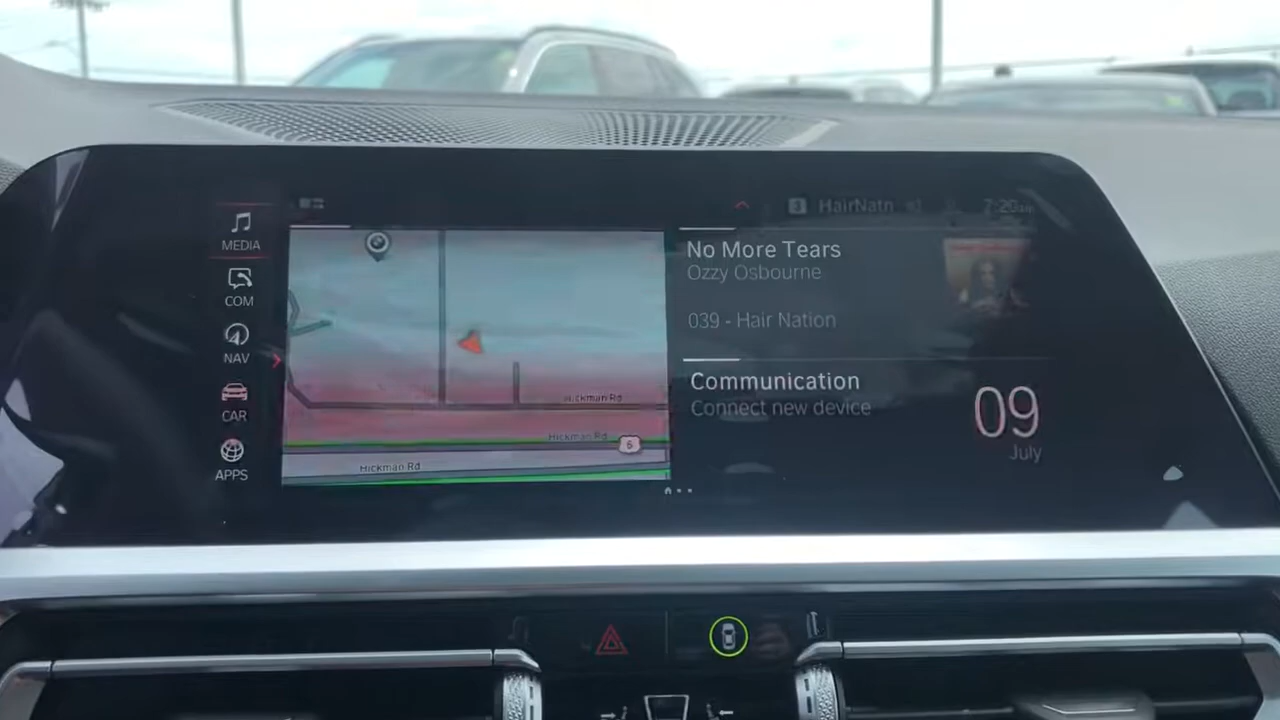 3 HairNatn
MEDIA
COM
NAV
CAR
APPS
Hickman Rd
Hickman Rd
6
Hickman Rd
No More Tears
Ozzy Osbourne
039 - Hair Nation
Communication
Connect new device
09
July